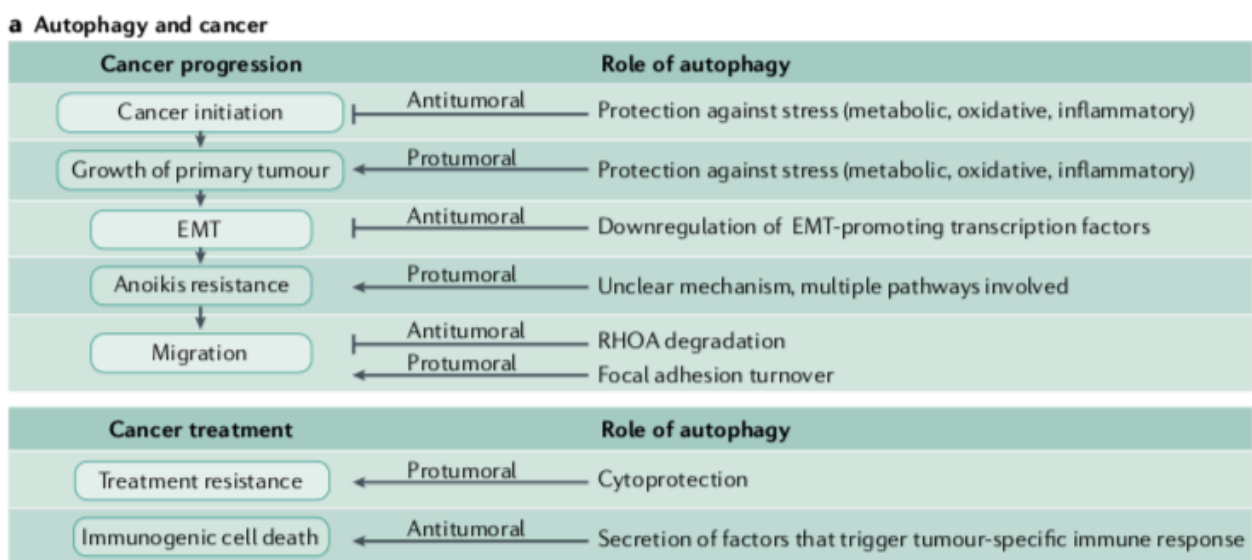 a Autophagy and cancer
Cancer progression Role of autophagy
Cancer initiation Antitumoral Protection against stress (metabolic, oxidative, inflammatory)
Growth of primary tumour Protumoral Protection against stress (metabolic, oxidative, inflammatory)
EMT Antitumoral Downregulation of EMT-promoting transcription factors
Anoikis resistance Protumoral Unclear mechanism, multiple pathways involved
Migration Antitumoral RHOA degradation
Protumoral Focal adhesion turnover
Cancer treatment Role of autophagy
Treatment resistance Protumoral Cytoprotection
Immunogenic cell death Antitumoral Secretion of factors that trigger tumour-specific immune response